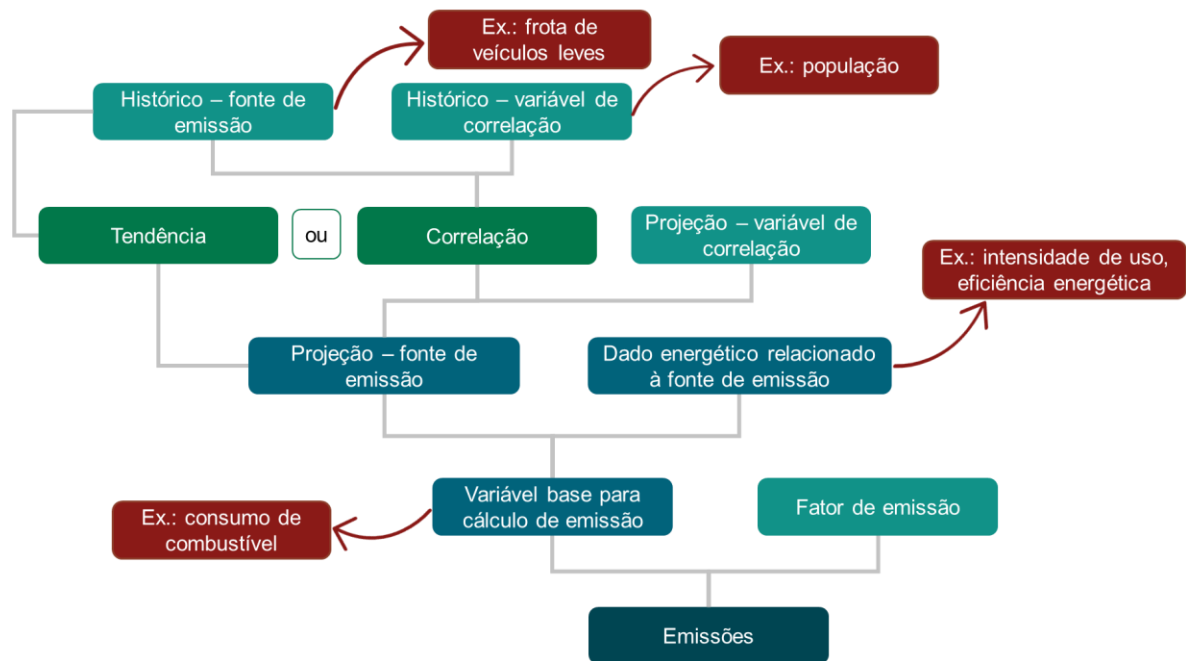 Ex.: frota de
veículos leves
Ex.: população
Histórico – fonte de
emissão
Histórico – variável de
correlação
Tendência
ou
Correlação
Projeção – variável de
correlação
Ex.: intensidade de uso,
eficiência energética
Projeção – fonte de
emissão
Dado energético relacionado
à fonte de emissão
Ex.: consumo de
combustível
Variável base para
cálculo de emissão
Fator de emissão
Emissões